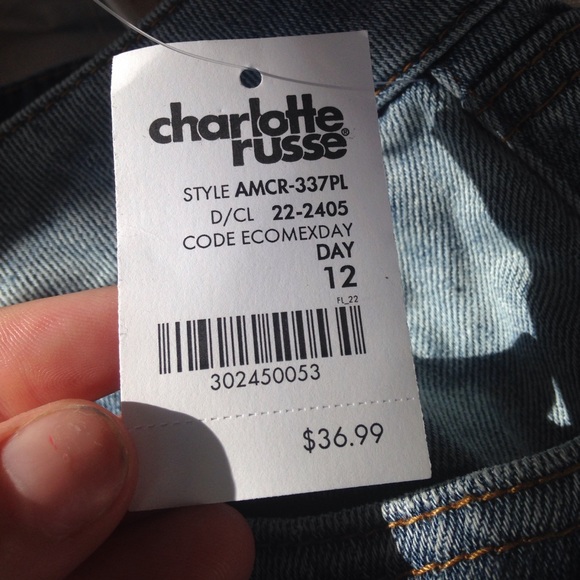 charlotte
russe®
STYLE AMCR-337PL
D/CL 22-2405
CODE ECOMEXDAY
DAY
12
FL_22
302450053
$36.99